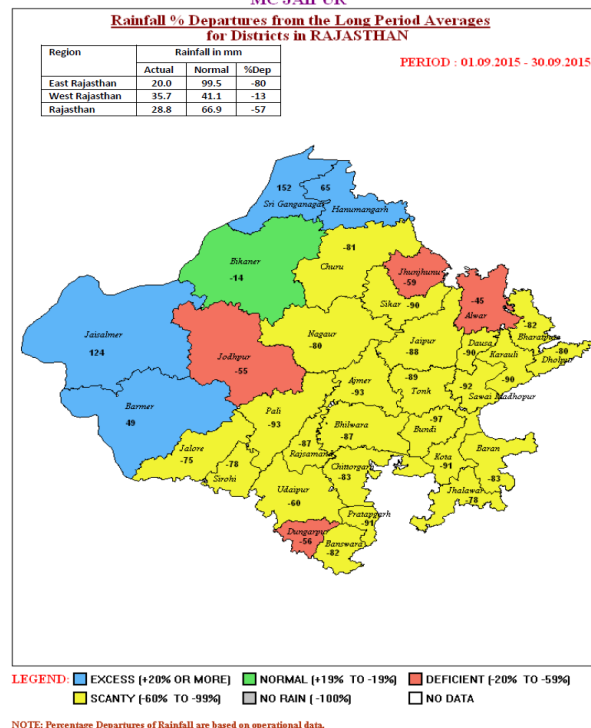 MC JAIPUR
Rainfall % Departures from the Long Period Averages
for Districts in RAJASTHAN
PERIOD : 01.09.2015 - 30.09.2015
Region Rainfall in mm
Actual Normal %Dep
East Rajasthan 20.0 99.5 -80
West Rajasthan 35.7 41.1 -13
Rajasthan 28.8 66.9 -57
152 65
Sri Ganganagar
Hanumangarh
-81
Churu
Bikaner
-14
Jhunjhunu
-59
Sikar -90
-45
Alwar
-82
Bharatpur
Jaisalmer
124
Jodhpur
-55
Nagaur
-80
Jaipur
-88
Dausa
-90
Karauli
-90
-80
Dholpur
Ajmer
-93
-89
Tonk
-92
Sawai Madhopur
Barmer
49
Pali
-93
-87
Rajsamand
Bhilwara
-87
-97
Bundi
Jalore
-75
-78
Sirohi
Chittorgarh
-83
Kota
-91
Baran
-83
Udaipur
-60
Jhalawar
-78
Pratapgarh
-91
Dungarpur
-56
Banswara
-82
LEGEND: EXCESS (+20% OR MORE) NORMAL (+19% TO -19%) DEFICIENT (-20% TO -59%)
SCANTY (-60% TO -99%) NO RAIN (-100%) NO DATA
NOTE: Percentage Departures of Rainfall are based on operational data.